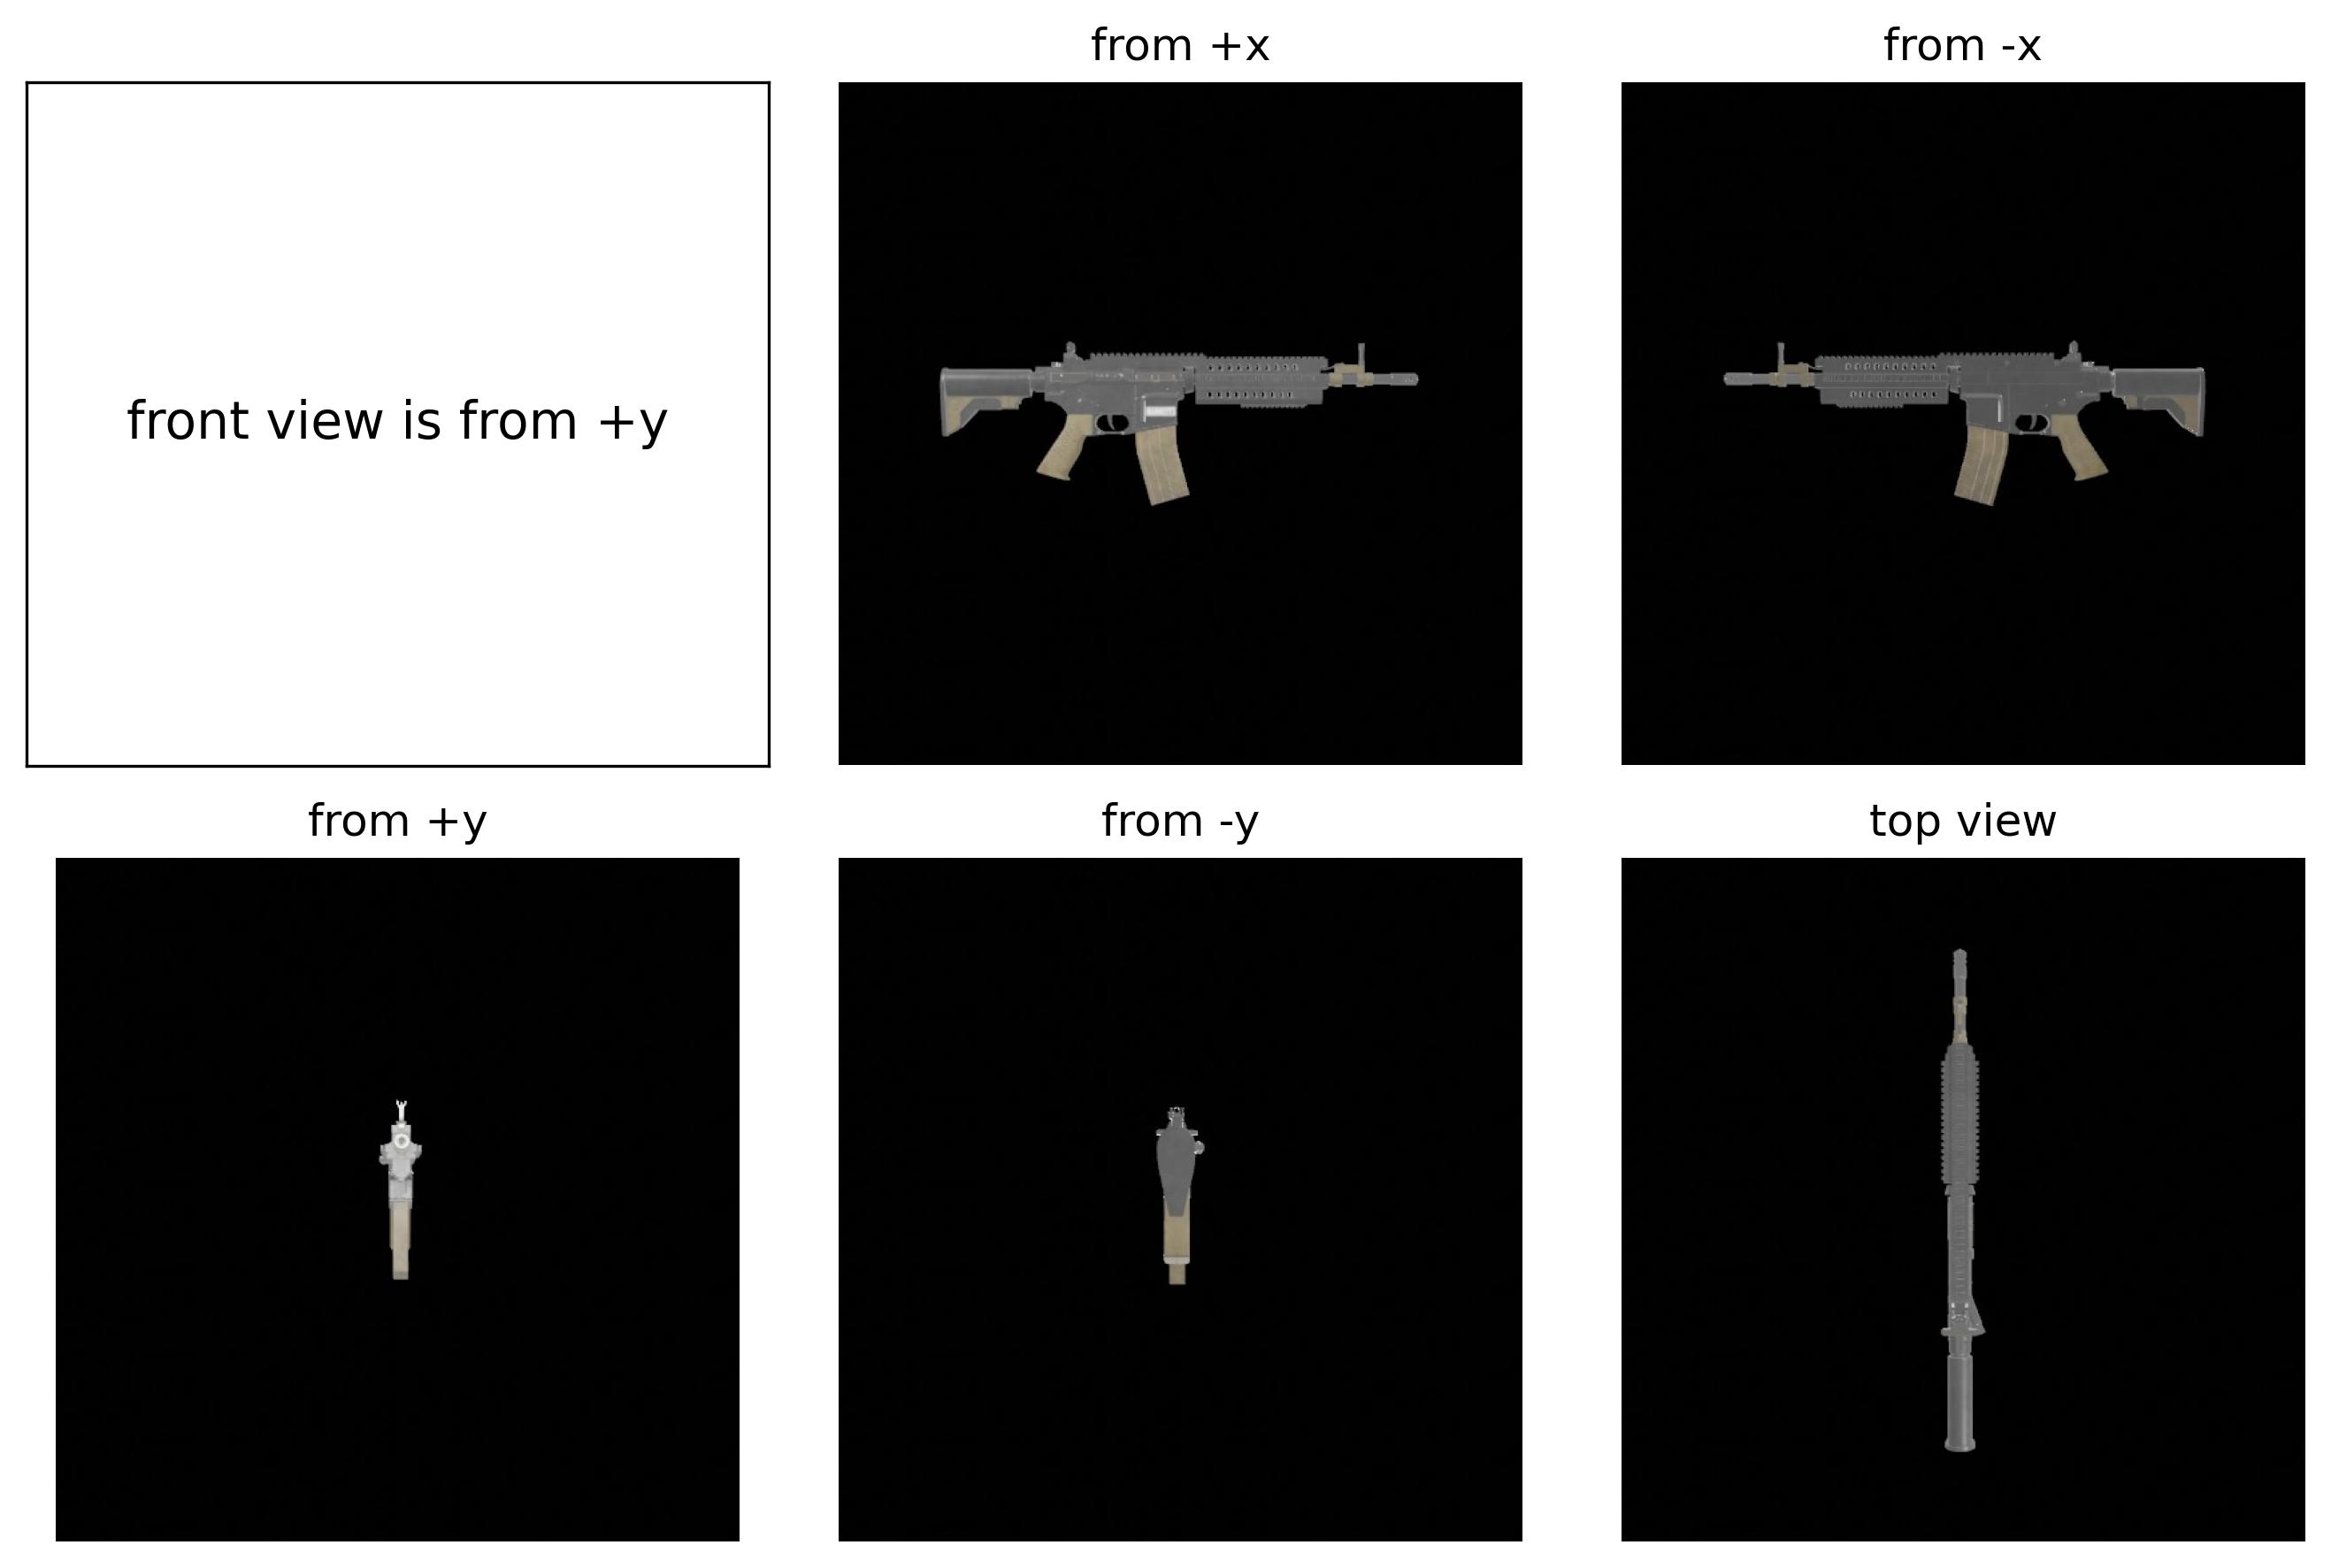 from +x
from -x
front view is from +y
from +y
from -y
top view